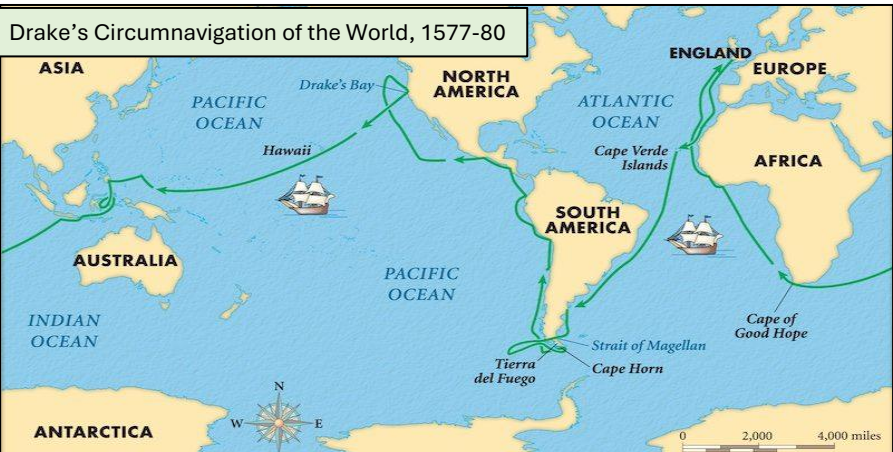 Drake’s Circumnavigation of the World, 1577-80
ASIA
PACIFIC
OCEAN
Drake's Bay
NORTH
AMERICA
ENGLAND
EUROPE
ATLANTIC
OCEAN
Hawaii
Cape Verde
Islands
AFRICA
SOUTH
AMERICA
AUSTRALIA
PACIFIC
OCEAN
INDIAN
OCEAN
Cape of
Good Hope
Strait of Magellan
Tierra
del Fuego
Cape Horn
N
W
E
S
ANTARCTICA
0
2,000
4,000 miles